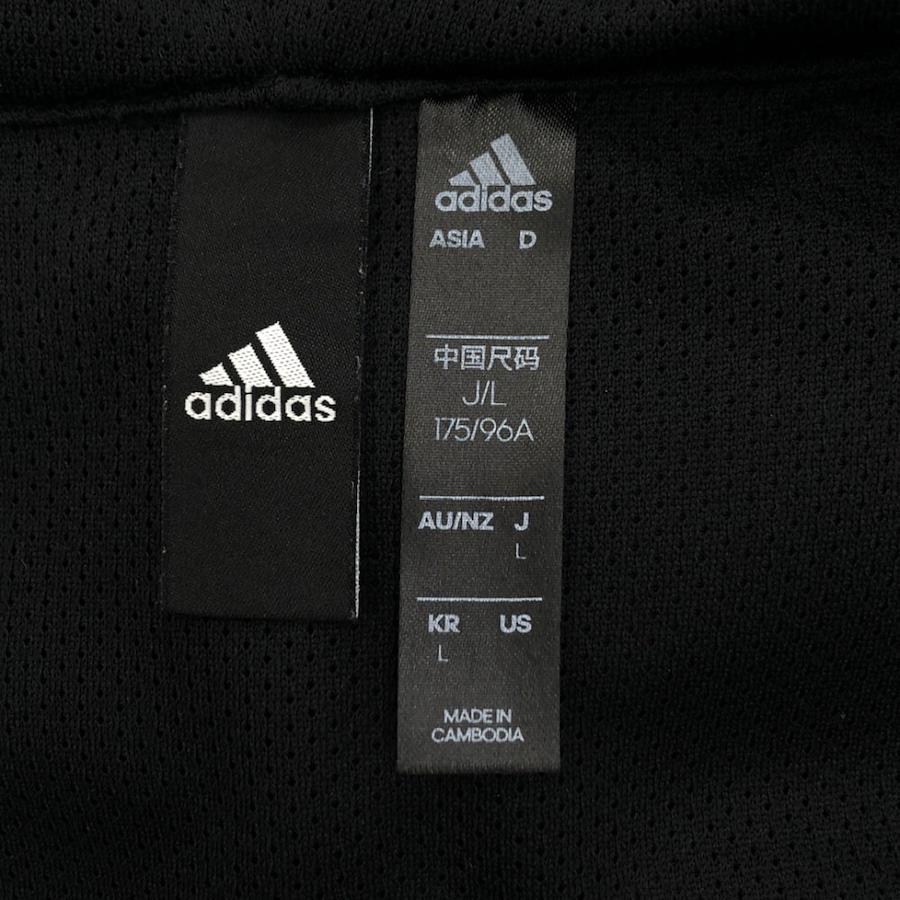 adidas
adidas
ASIA D
中国尺码
J/L
175/96A
AU/NZ J
L
KR US
L
MADE IN
CAMBODIA